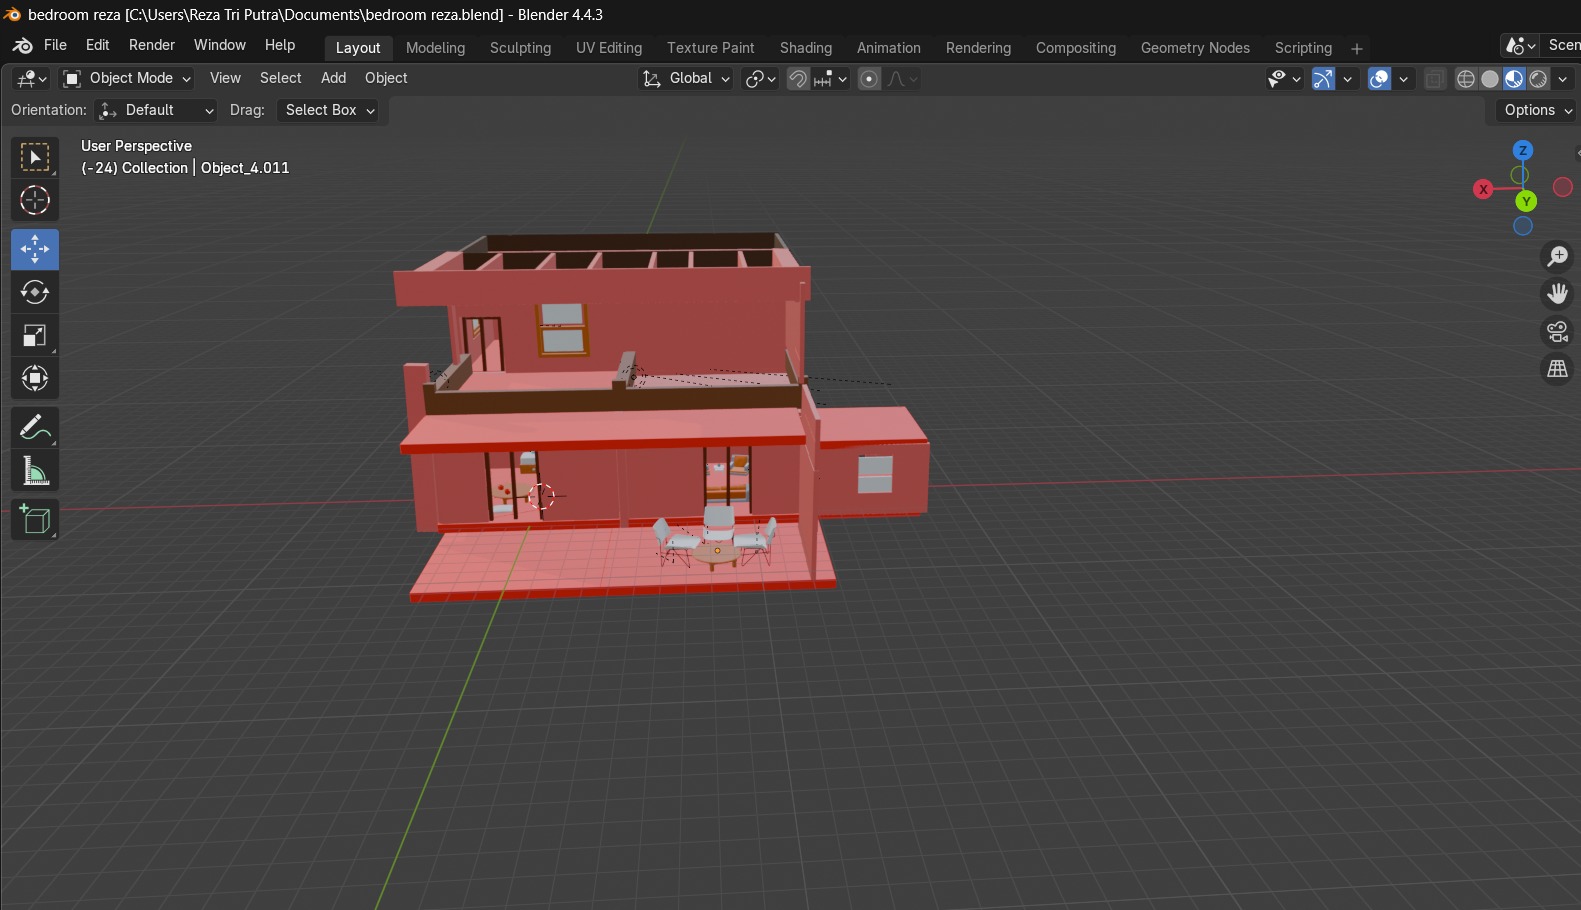 bedroom reza [C:\Users\Reza Tri Putra\Documents\bedroom reza.blend] - Blender 4.4.3
File Edit Render Window Help Layout Modeling Sculpting UV Editing Texture Paint Shading Animation Rendering Compositing Geometry Nodes Scripting + Scen
Object Mode View Select Add Object Global
Orientation: Default Drag: Select Box Options
User Perspective
(-24) Collection | Object_4.011
Z
X
Y